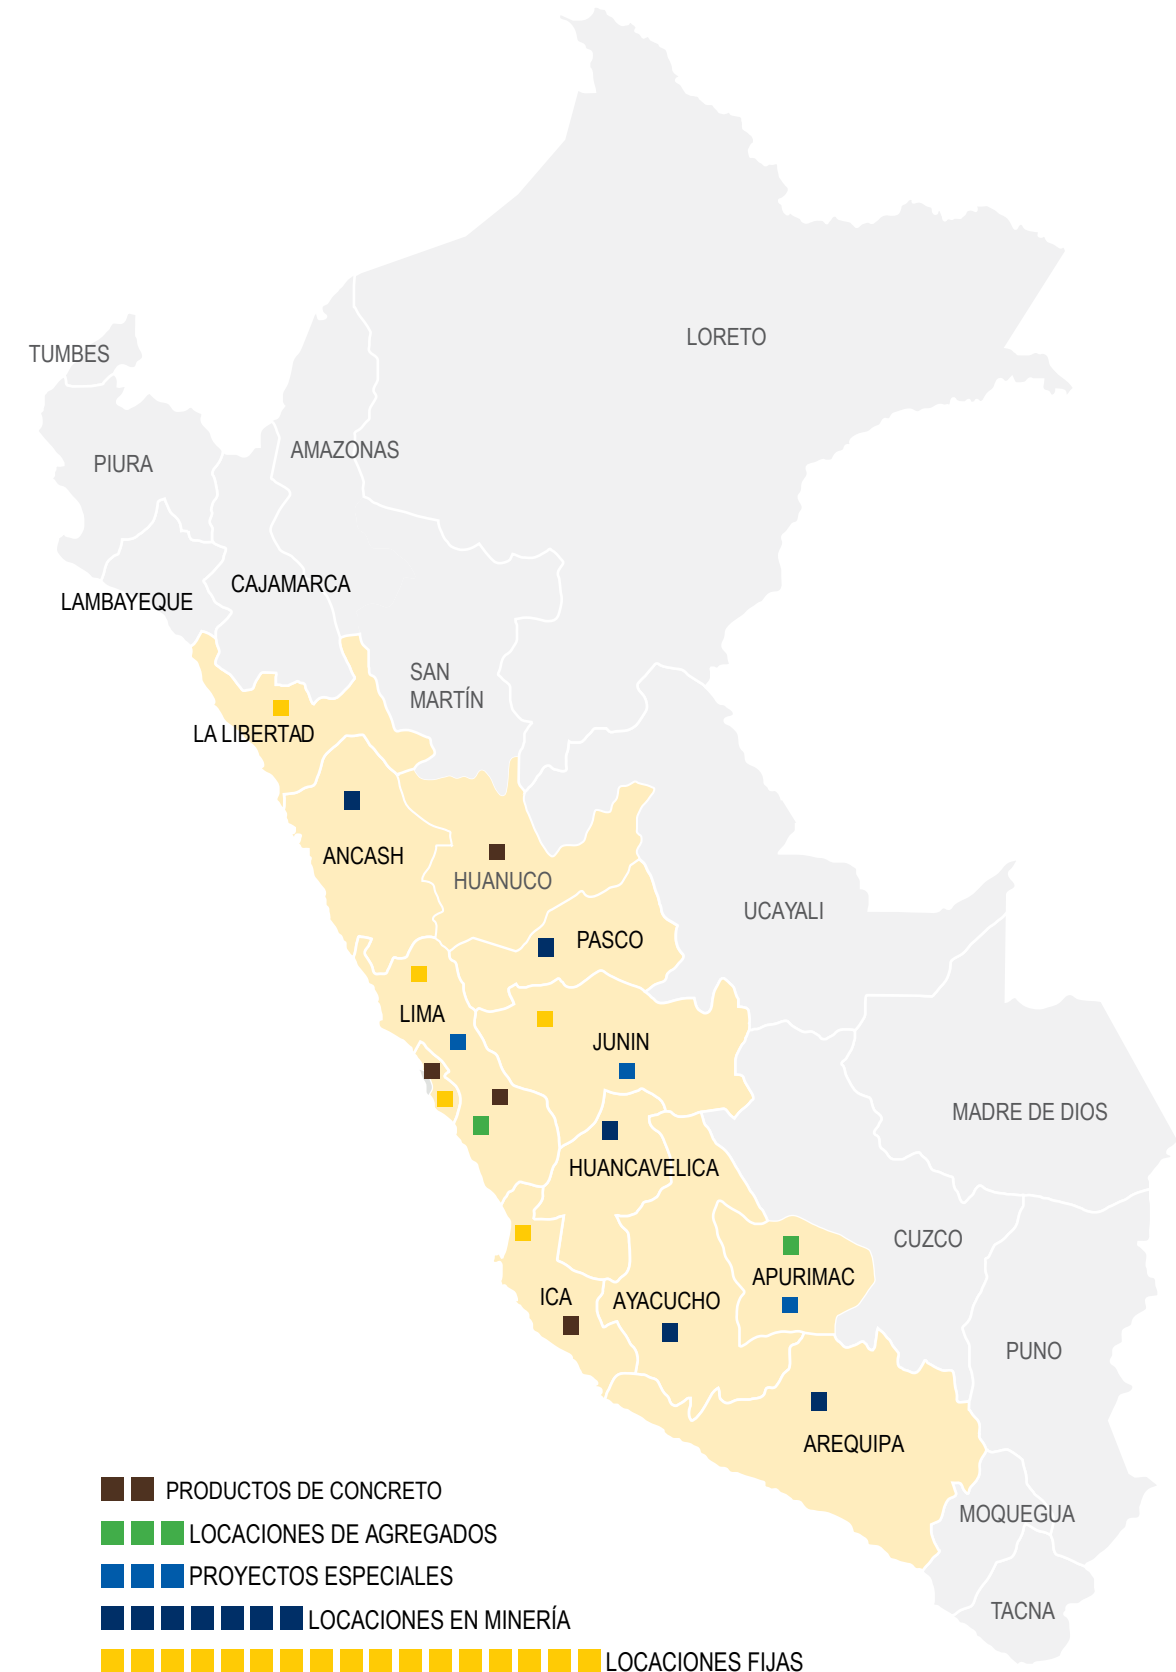 LORETO
TUMBES
AMAZONAS
PIURA
CAJAMARCA
LAMBAYEQUE
SAN
MARTÍN
LA LIBERTAD
ANCASH
HUANUCO
UCAYALI
PASCO
LIMA
JUNIN
MADRE DE DIOS
HUANCAVELICA
CUZCO
APURIMAC
ICA
AYACUCHO
PUNO
AREQUIPA
PRODUCTOS DE CONCRETO
MOQUEGUA
LOCACIONES DE AGREGADOS
PROYECTOS ESPECIALES
TACNA
LOCACIONES EN MINERÍA
LOCACIONES FIJAS